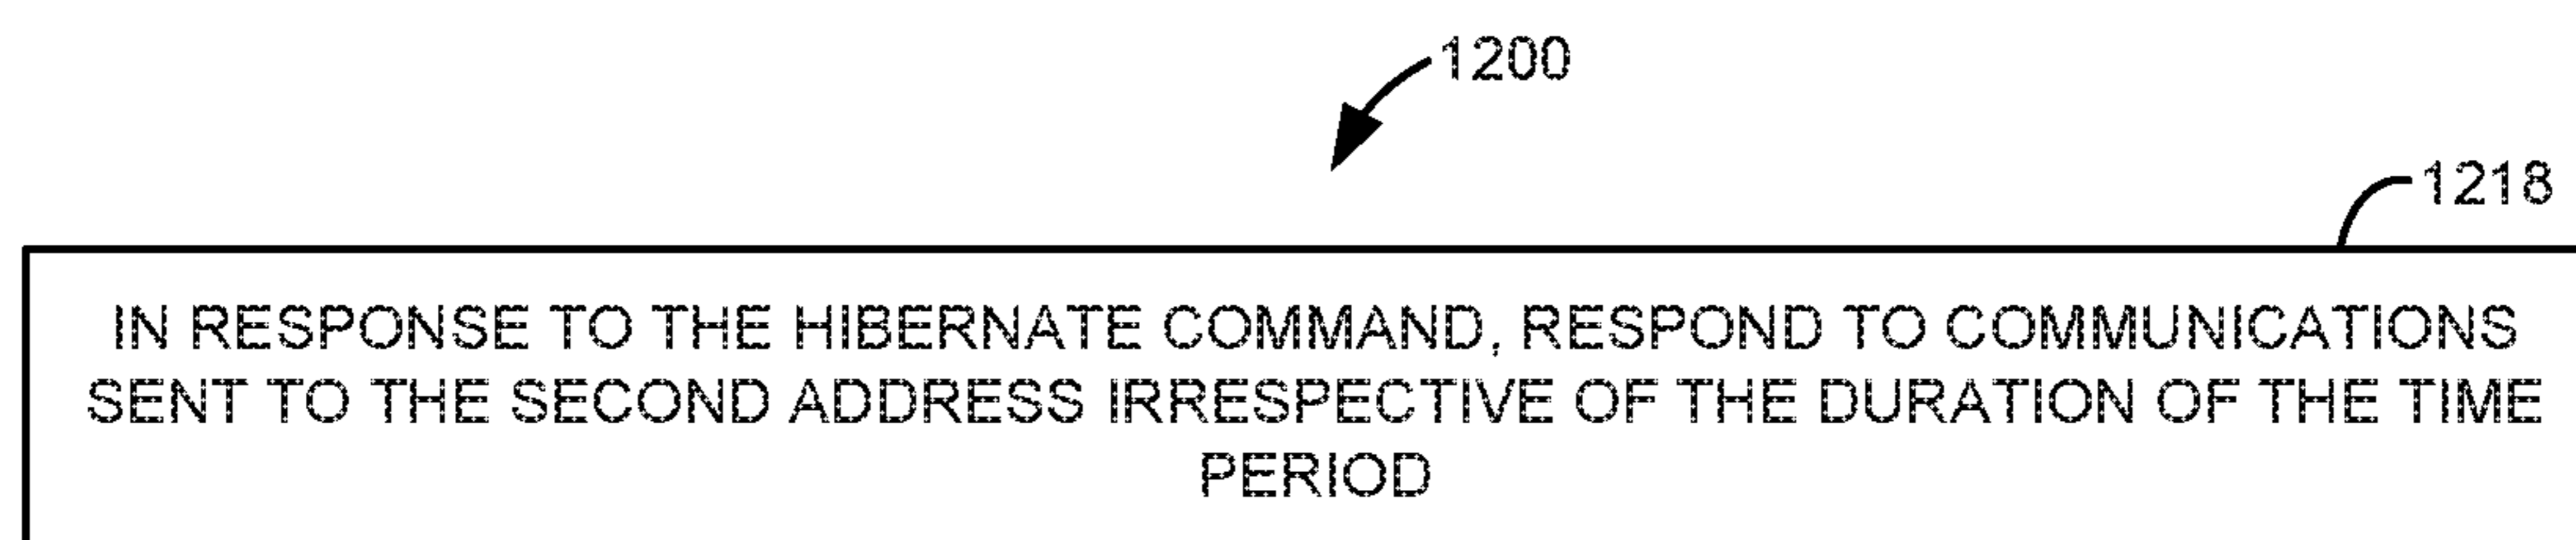 1200
1218
IN RESPONSE TO THE HIBERNATE COMMAND, RESPOND TO COMMUNICATIONS
SENT TO THE SECOND ADDRESS IRRESPECTIVE OF THE DURATION OF THE TIME
PERIOD